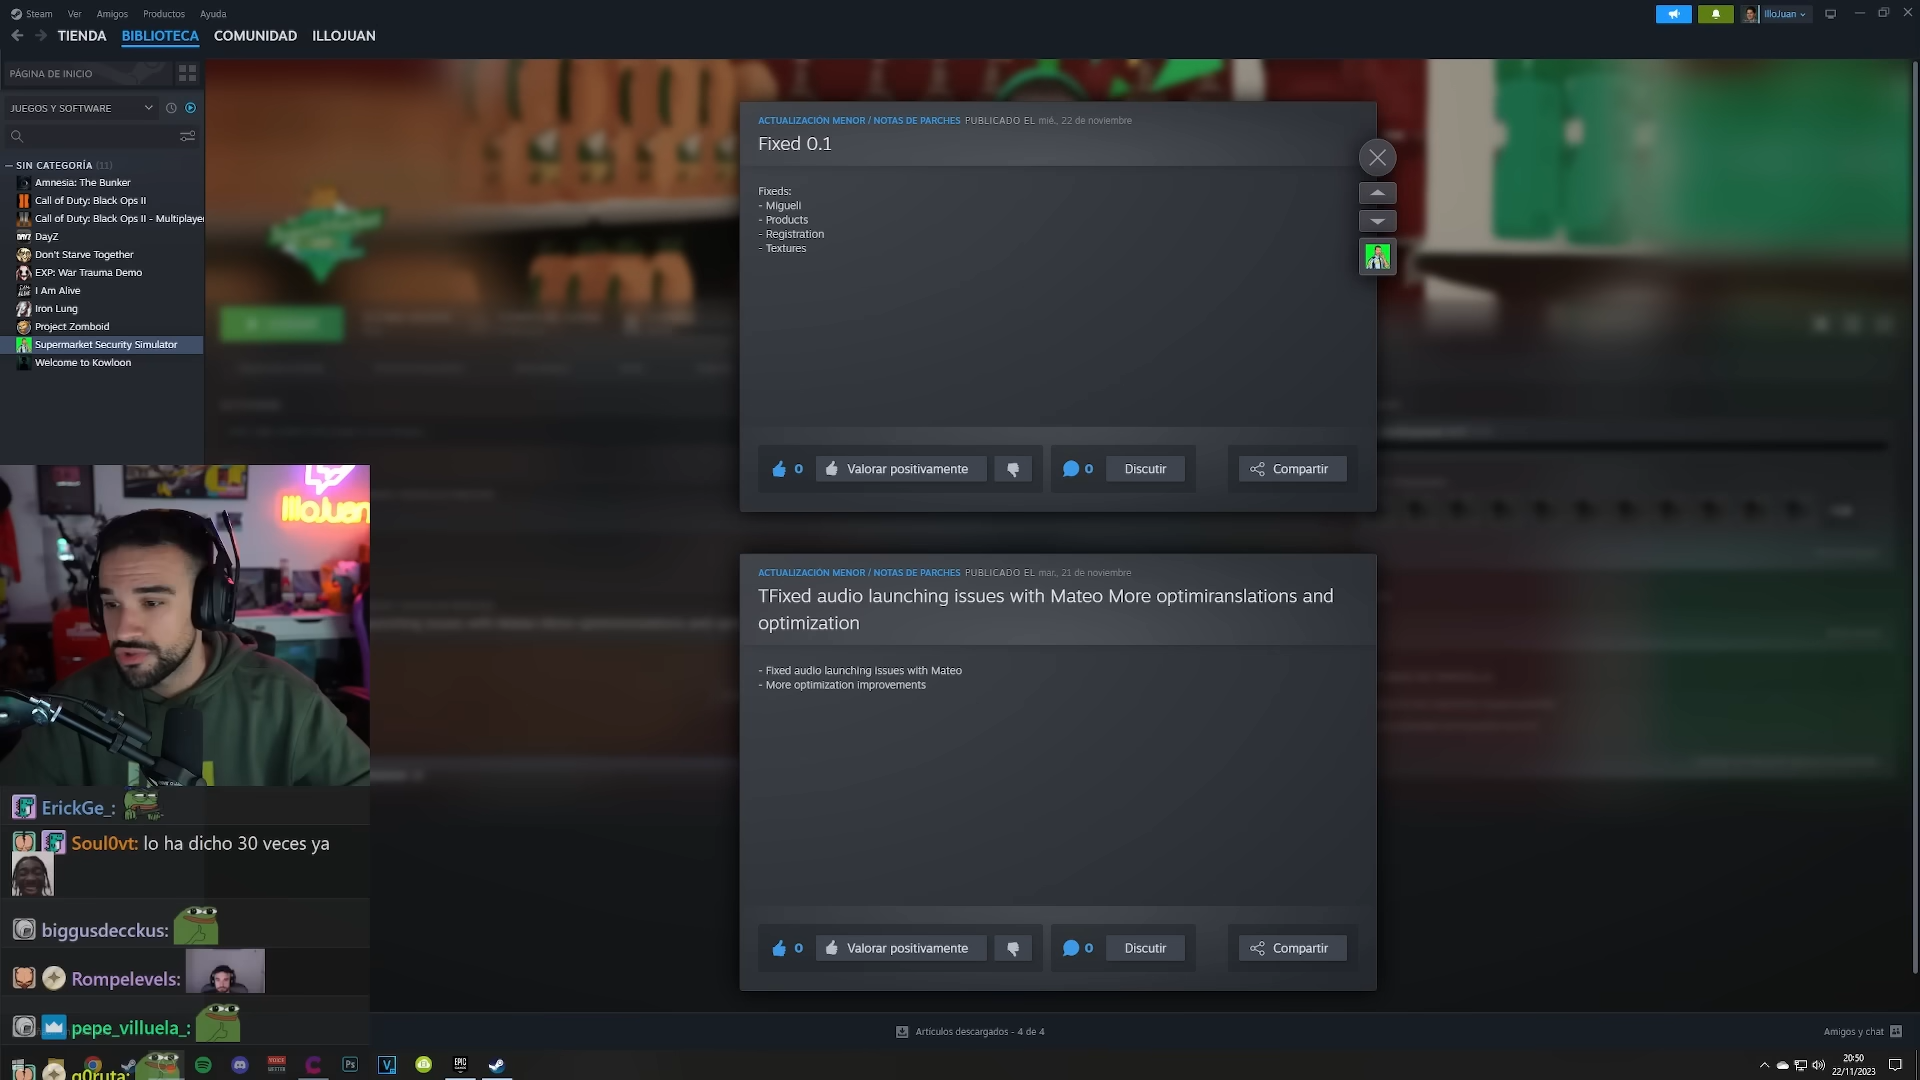 Steam Ver Amigos Productos Ayuda
IlloJuan
TIENDA BIBLIOTECA COMUNIDAD ILLOJUAN
PÁGINA DE INICIO
JUEGOS Y SOFTWARE
SIN CATEGORÍA (11)
Amnesia: The Bunker
Call of Duty: Black Ops II
Call of Duty: Black Ops II - Multiplayer
DayZ
Don't Starve Together
EXP: War Trauma Demo
I Am Alive
Iron Lung
Project Zomboid
Supermarket Security Simulator
Welcome to Kowloon
ACTUALIZACIÓN MENOR / NOTAS DE PARCHES PUBLICADO EL mié., 22 de noviembre
Fixed 0.1
Fixeds:
- Migueli
- Products
- Registration
- Textures
0 Valorar positivamente 0 Discutir Compartir
ACTUALIZACIÓN MENOR / NOTAS DE PARCHES PUBLICADO EL mar., 21 de noviembre
TFixed audio launching issues with Mateo More optimiranslations and
optimization
- Fixed audio launching issues with Mateo
- More optimization improvements
0 Valorar positivamente 0 Discutir Compartir
IlloJuan
ErickGe_:
Soul0vt: lo ha dicho 30 veces ya
biggusdecckus:
Rompelevels:
pepe_villuela_:
g0ruta:
Artículos descargados - 4 de 4
Amigos y chat
20:50
22/11/2023